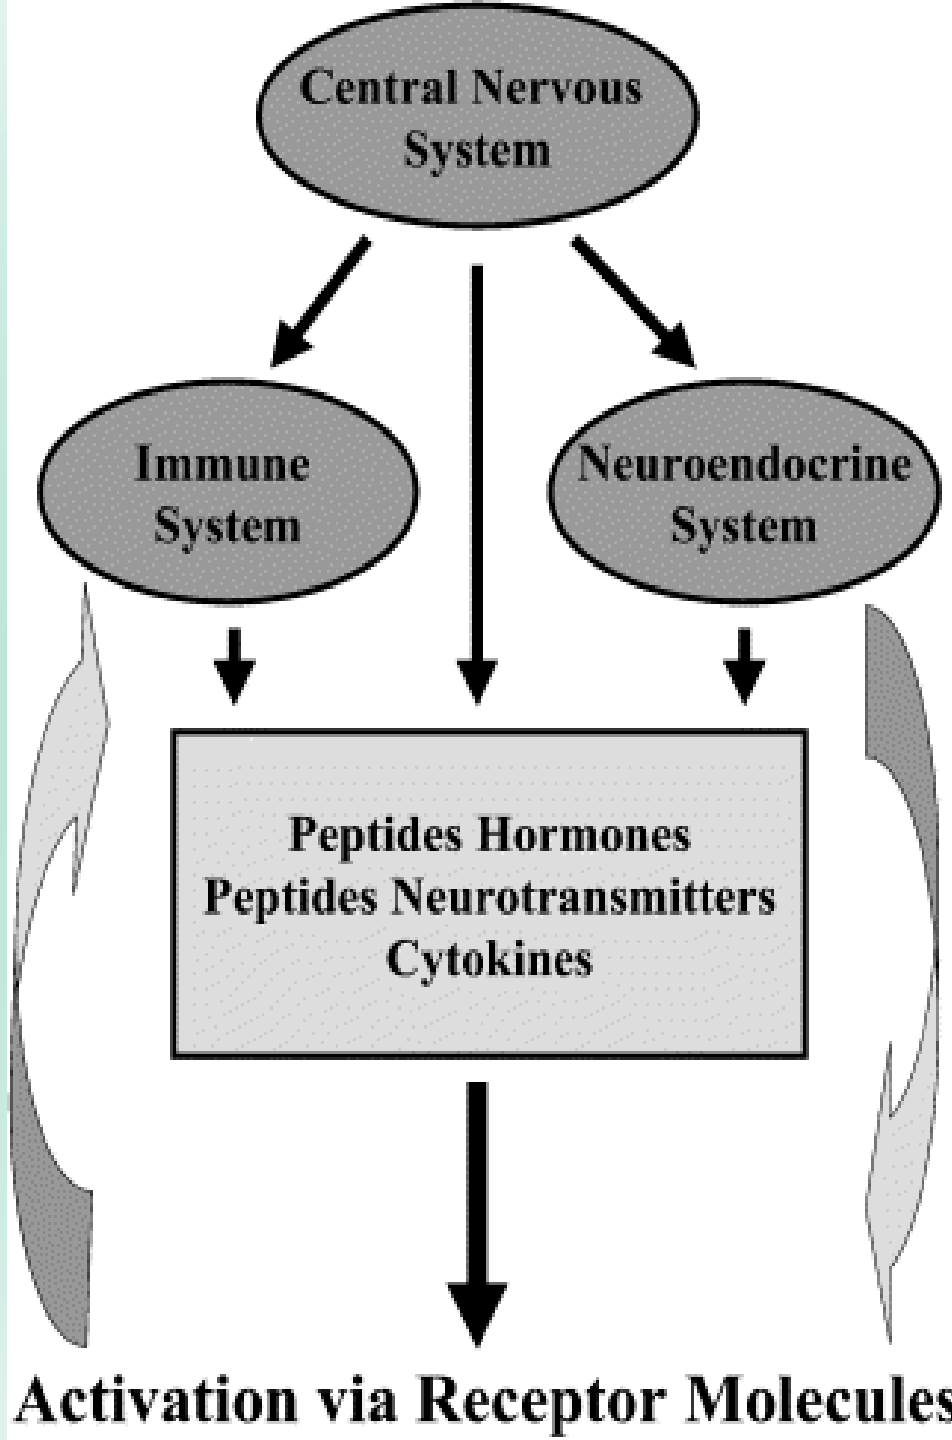 Central Nervous
System
Immune
System
Neuroendocrine
System
Peptides Hormones
Peptides Neurotransmitters
Cytokines
Activation via Receptor Molecules